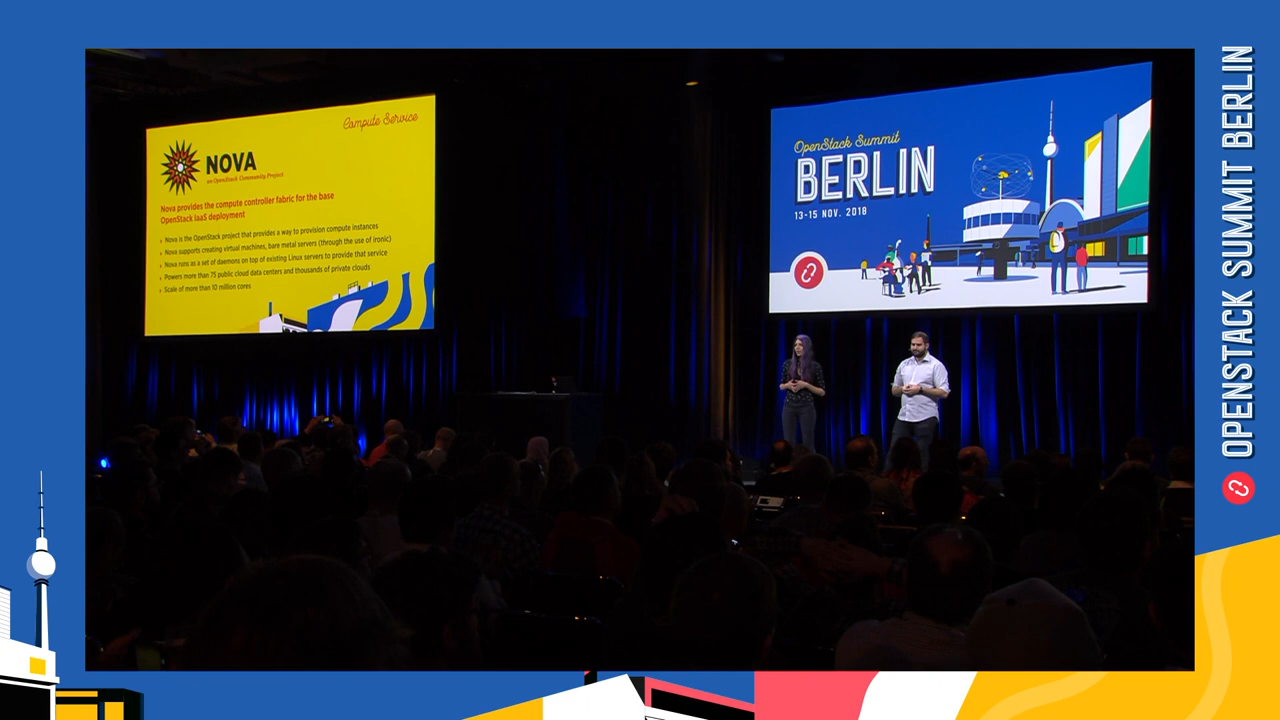 Compute Service
NOVA
an OpenStack Community Project
Nova provides the compute controller fabric for the base
OpenStack IaaS deployment
Nova is the OpenStack project that provides a way to provision compute instances
Nova supports creating virtual machines, bare metal servers (through the use of ironic)
Nova runs as a set of daemons on top of existing Linux servers to provide that service
Powers more than 75 public cloud data centers and thousands of private clouds
Scale of more than 10 million cores
OpenStack Summit
BERLIN
13-15 NOV. 2018
OPENSTACK SUMMIT BERLIN